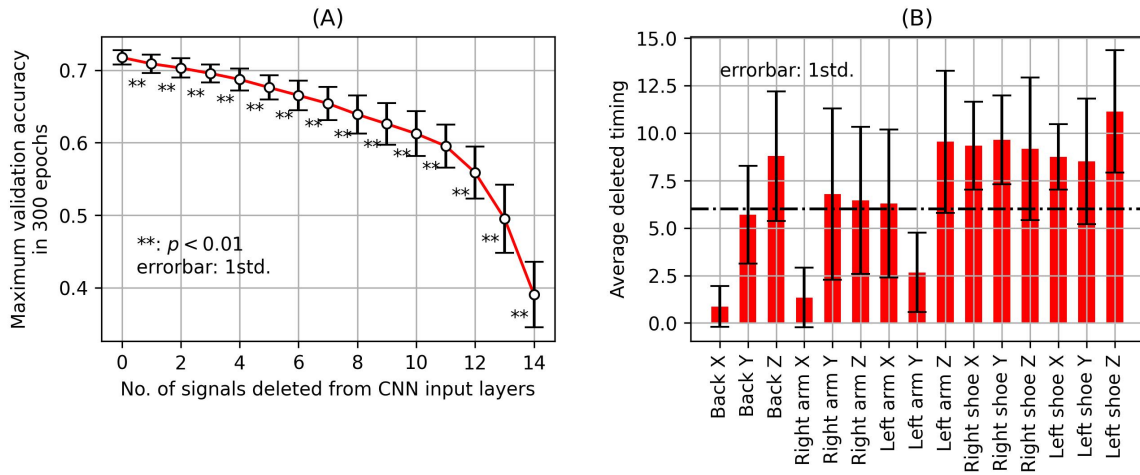 (A)
Maximum validation accuracy
in 300 epochs
0.7
0.6
0.5
0.4
** ** ** ** ** ** ** ** ** ** ** ** ** **
**: p < 0.01
errorbar: 1std.
0 2 4 6 8 10 12 14
No. of signals deleted from CNN input layers
(B)
Average deleted timing
15.0
12.5
10.0
7.5
5.0
2.5
0.0
errorbar: 1std.
Back X
Back Y
Back Z
Right arm X
Right arm Y
Right arm Z
Left arm X
Left arm Y
Left arm Z
Right shoe X
Right shoe Y
Right shoe Z
Left shoe X
Left shoe Y
Left shoe Z